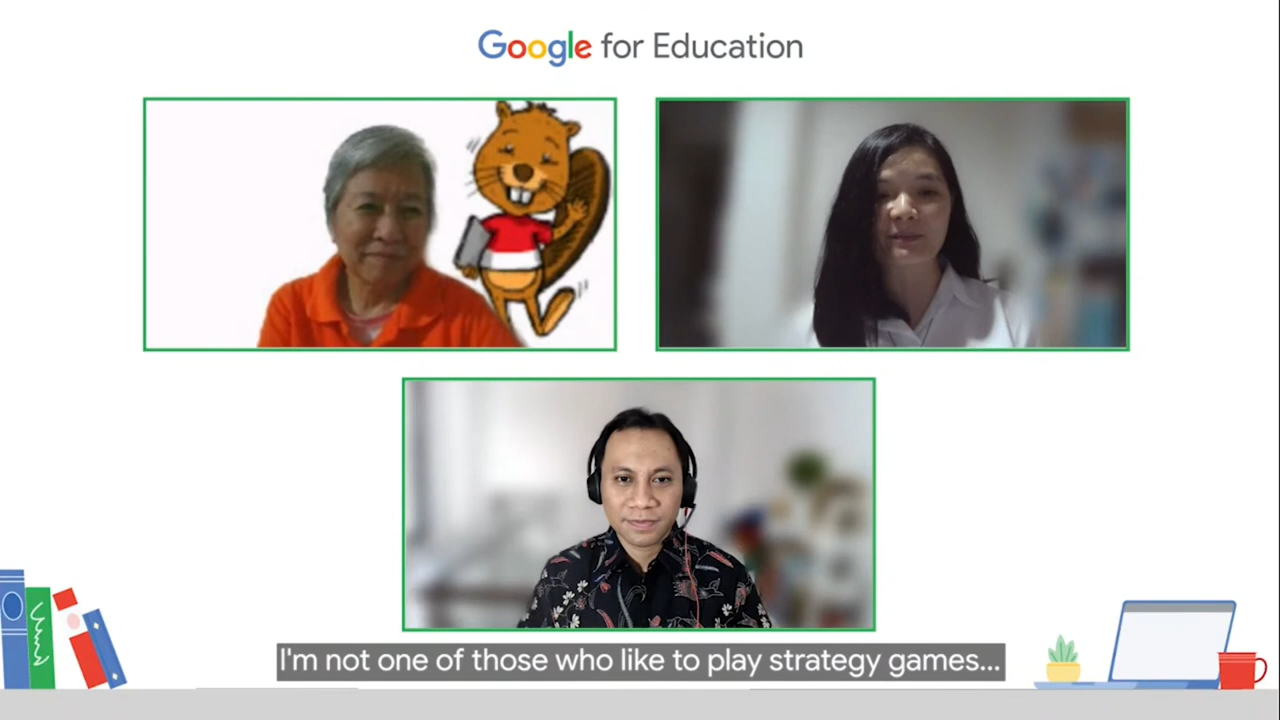 Google for Education
I'm not one of those who like to play strategy games...